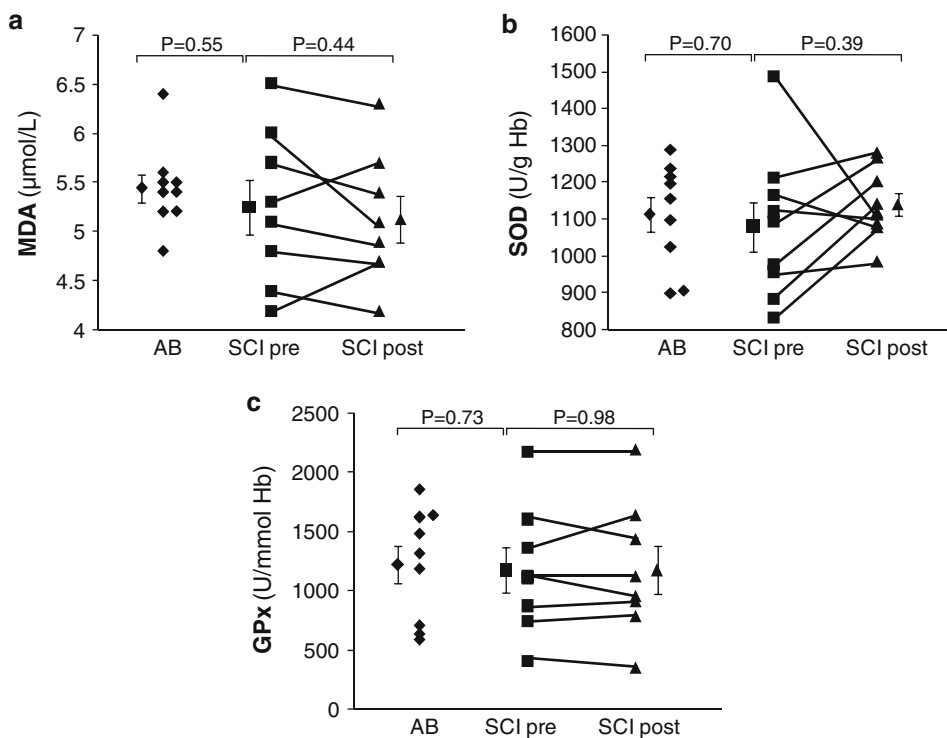 a
P=0.55 P=0.44
MDA (μmol/L)
6.5
6
5.5
5
4.5
4
AB SCI pre SCI post
b
P=0.70 P=0.39
SOD (U/g Hb)
1600
1500
1400
1300
1200
1100
1000
900
800
AB SCI pre SCI post
c
P=0.73 P=0.98
GPx (U/mmol Hb)
2500
2000
1500
1000
500
0
AB SCI pre SCI post